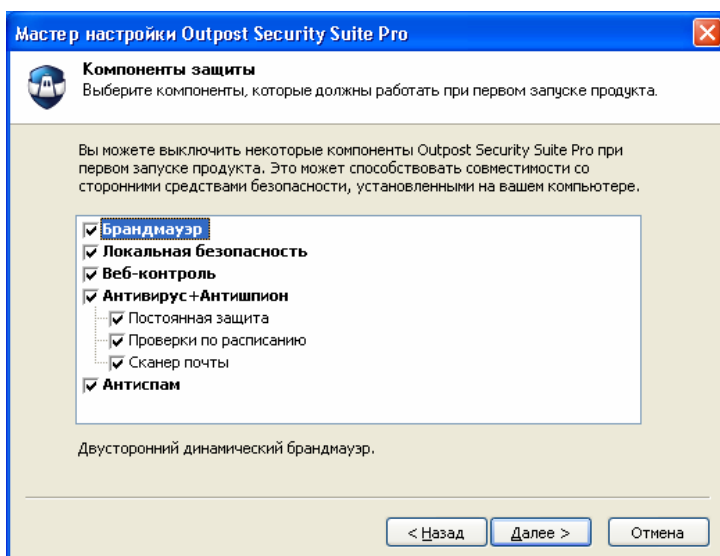 Мастер настройки Outpost Security Suite Pro
Компоненты защиты
Выберите компоненты, которые должны работать при первом запуске продукта.
Вы можете выключить некоторые компоненты Outpost Security Suite Pro при
первом запуске продукта. Это может способствовать совместимости со
сторонними средствами безопасности, установленными на вашем компьютере.
Брандмауэр
Локальная безопасность
Веб-контроль
Антивирус+Антишпион
Постоянная защита
Проверки по расписанию
Сканер почты
Антиспам
Двусторонний динамический брандмауэр.
< Назад Далее > Отмена